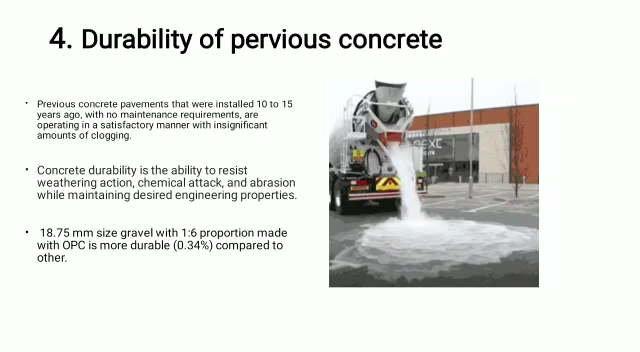 4. Durability of pervious concrete
• Previous concrete pavements that were installed 10 to 15
years ago, with no maintenance requirements, are
operating in a satisfactory manner with insignificant
amounts of clogging.
• Concrete durability is the ability to resist
weathering action, chemical attack, and abrasion
while maintaining desired engineering properties.
• 18.75 mm size gravel with 1:6 proportion made
with OPC is more durable (0.34%) compared to
other.